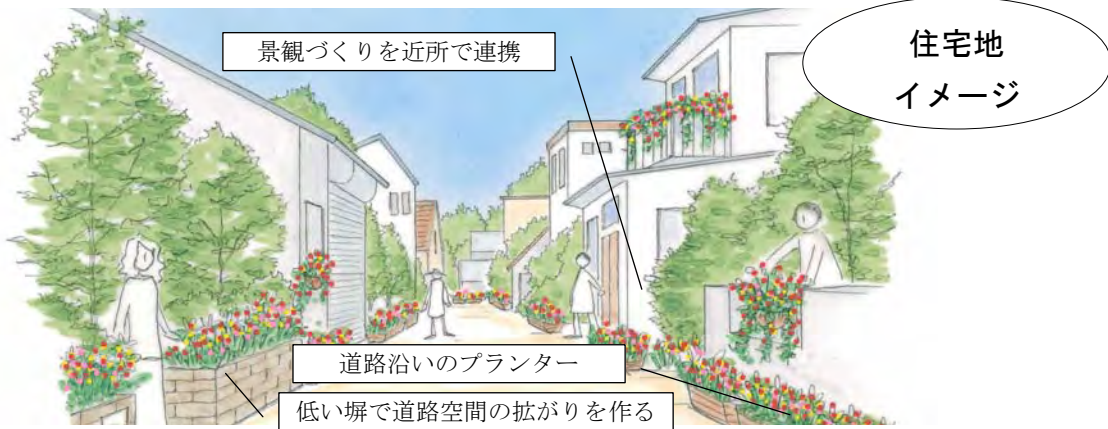 景観づくりを近所で連携
住宅地
イメージ
道路沿いのプランター
低い塀で道路空間の拡がりを作る